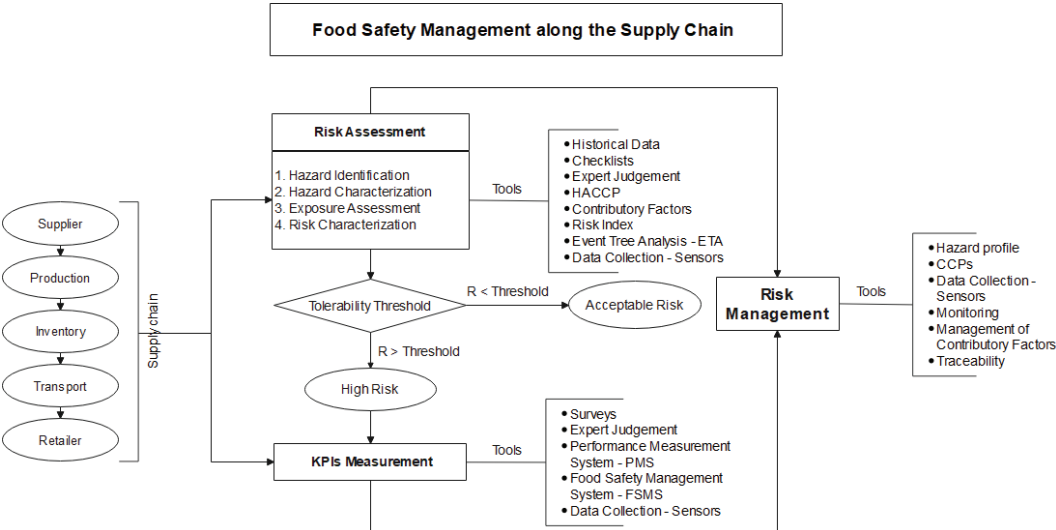 Food Safety Management along the Supply Chain
Supplier
Production
Inventory
Transport
Retailer
Supply chain
Risk Assessment
1. Hazard Identification
2. Hazard Characterization
3. Exposure Assessment
4. Risk Characterization
Tools
• Historical Data
• Checklists
• Expert Judgement
• HACCP
• Contributory Factors
• Risk Index
• Event Tree Analysis - ETA
• Data Collection - Sensors
Tolerability Threshold
R < Threshold
Acceptable Risk
R > Threshold
High Risk
KPIs Measurement
Tools
• Surveys
• Expert Judgement
• Performance Measurement
System - PMS
• Food Safety Management
System - FSMS
• Data Collection - Sensors
Risk
Management
Tools
• Hazard profile
• CCPs
• Data Collection -
Sensors
• Monitoring
• Management of
Contributory Factors
• Traceability